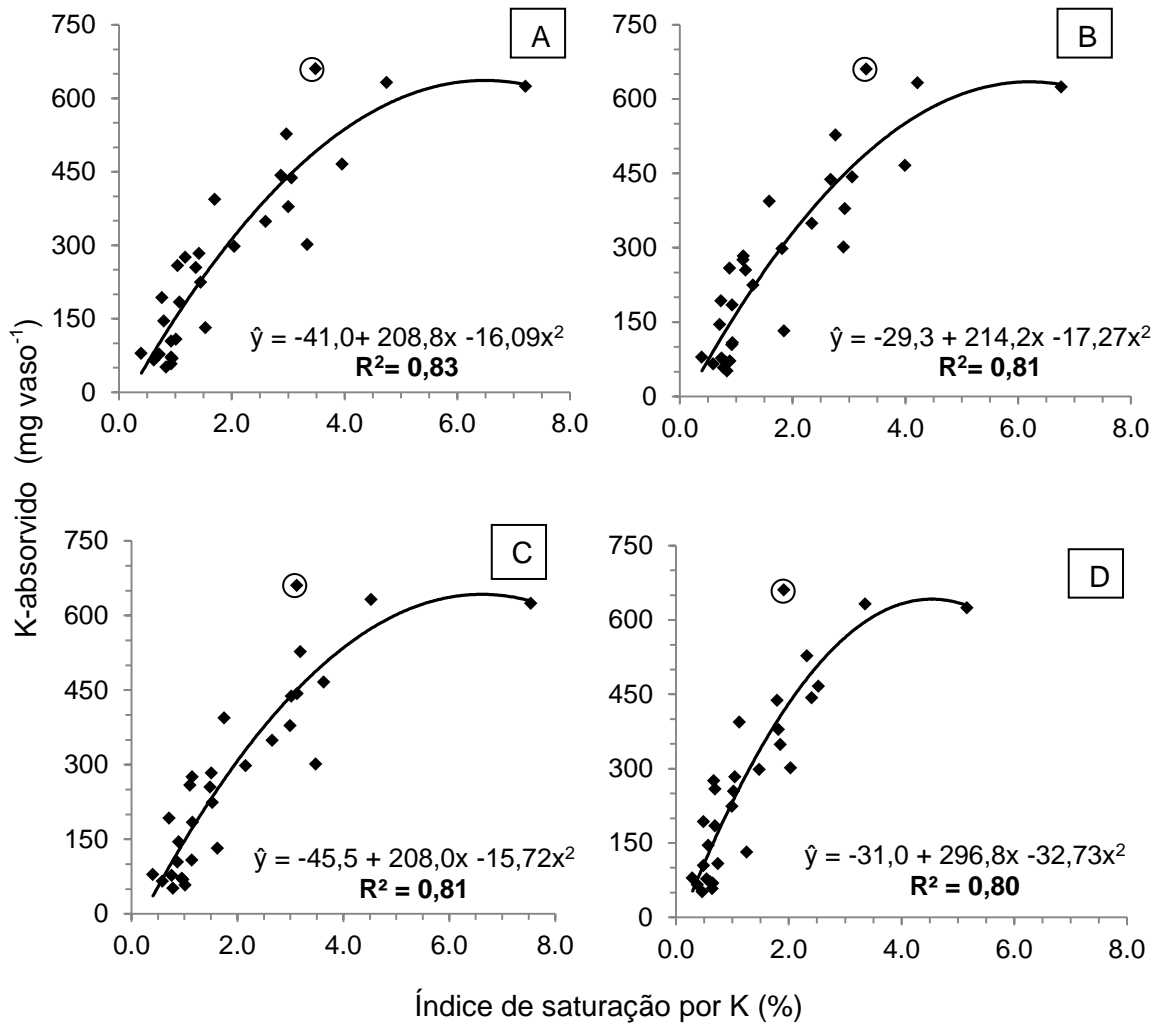 K-absorvido (mg vaso⁻¹)
750
600
450
300
150
0
A
ŷ = -41,0+ 208,8x -16,09x²
R²= 0,83
0.0 2.0 4.0 6.0 8.0
750
600
450
300
150
0
B
ŷ = -29,3 + 214,2x -17,27x²
R²= 0,81
0.0 2.0 4.0 6.0 8.0
750
600
450
300
150
0
C
ŷ = -45,5 + 208,0x -15,72x²
R² = 0,81
0.0 2.0 4.0 6.0 8.0
750
600
450
300
150
0
D
ŷ = -31,0 + 296,8x -32,73x²
R² = 0,80
0.0 2.0 4.0 6.0 8.0
Índice de saturação por K (%)